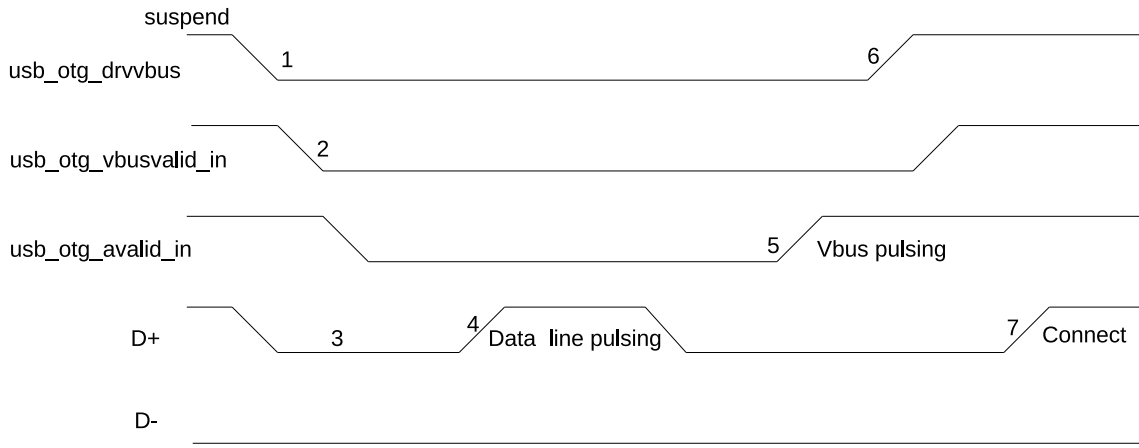 suspend
usb_otg_drvvbus
1
6
usb_otg_vbusvalid_in
2
usb_otg_avalid_in
5
Vbus pulsing
D+
3
4
Data line pulsing
7
Connect
D-